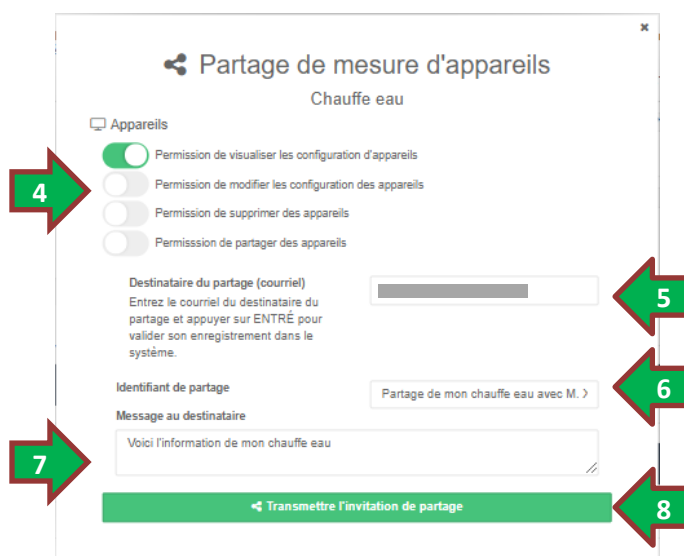 ×
Partage de mesure d'appareils
Chauffe eau
Appareils
4
Permission de visualiser les configuration d'appareils
Permission de modifier les configuration des appareils
Permission de supprimer des appareils
Permisssion de partager des appareils
Destinataire du partage (courriel)
Entrez le courriel du destinataire du
partage et appuyer sur ENTRÉ pour
valider son enregistrement dans le
système.
5
Identifiant de partage
Partage de mon chauffe eau avec M. X
6
Message au destinataire
Voici l'information de mon chauffe eau
7
Transmettre l'invitation de partage
8